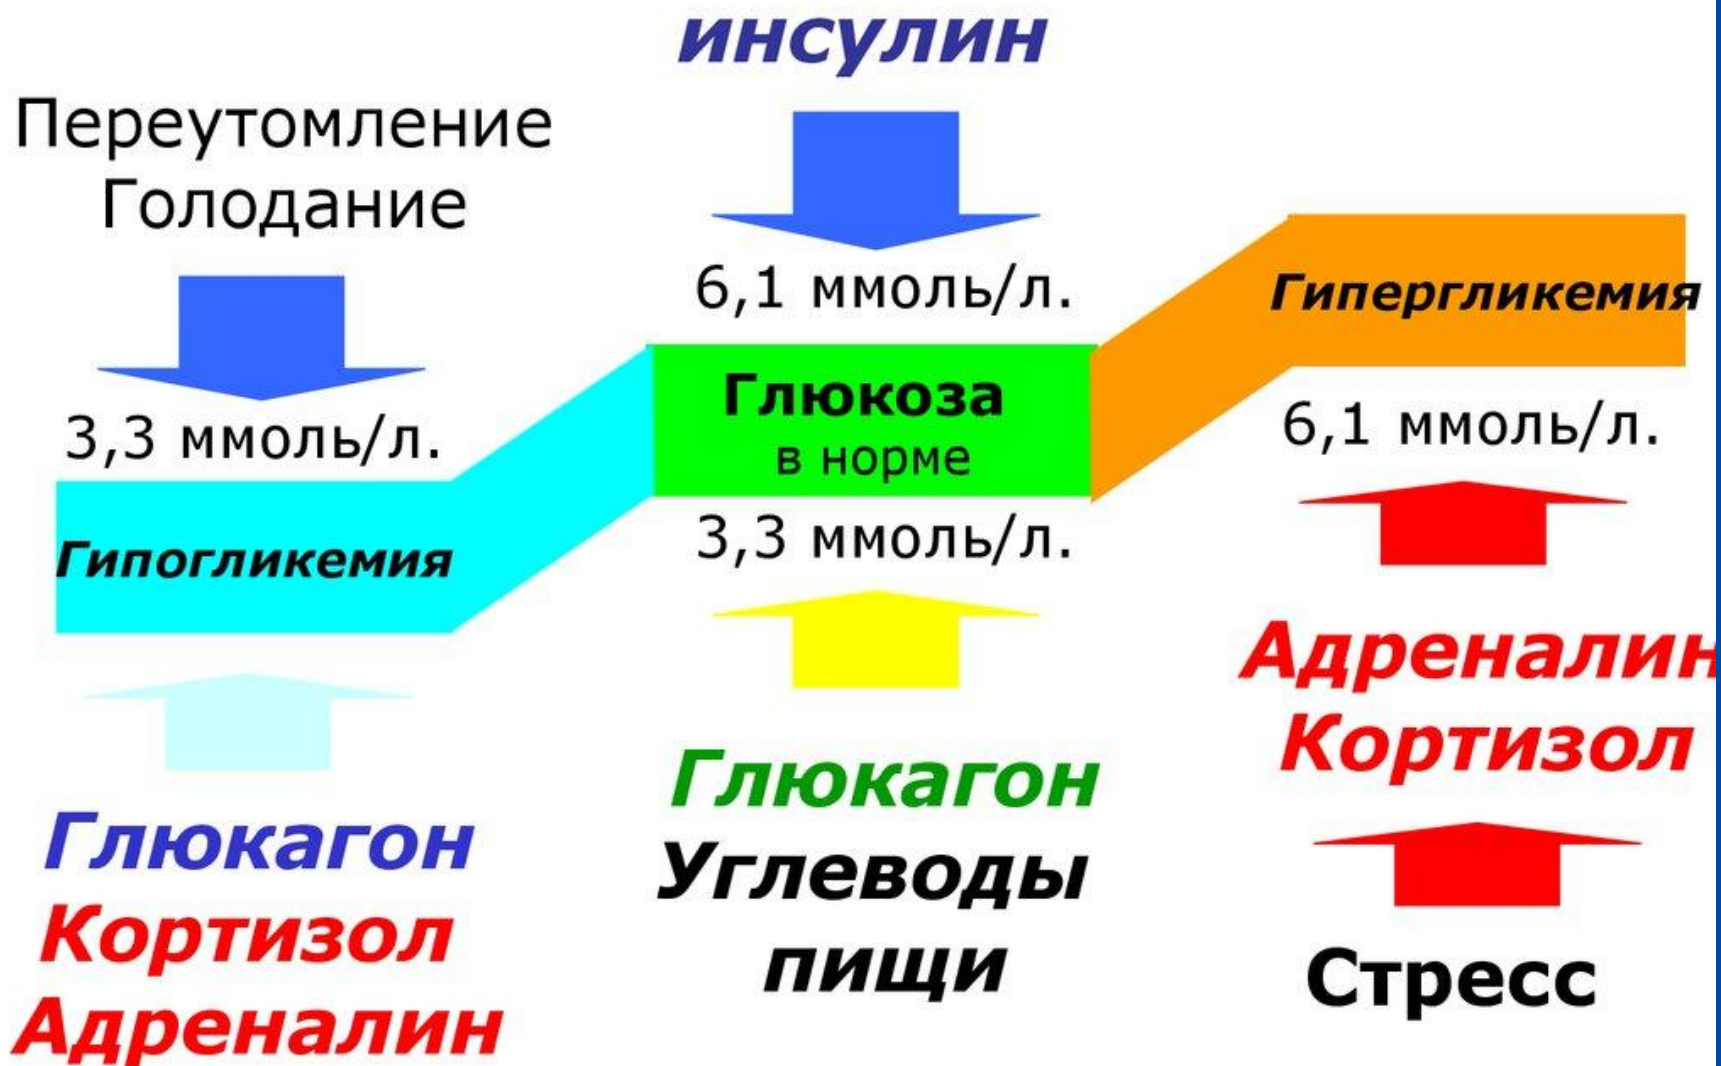 инсулин
Переутомление
Голодание
6,1 ммоль/л.
Гипергликемия
Глюкоза
в норме
3,3 ммоль/л.
6,1 ммоль/л.
Гипогликемия
3,3 ммоль/л.
Адреналин
Кортизол
Глюкагон
Углеводы
пищи
Глюкагон
Кортизол
Адреналин
Стресс